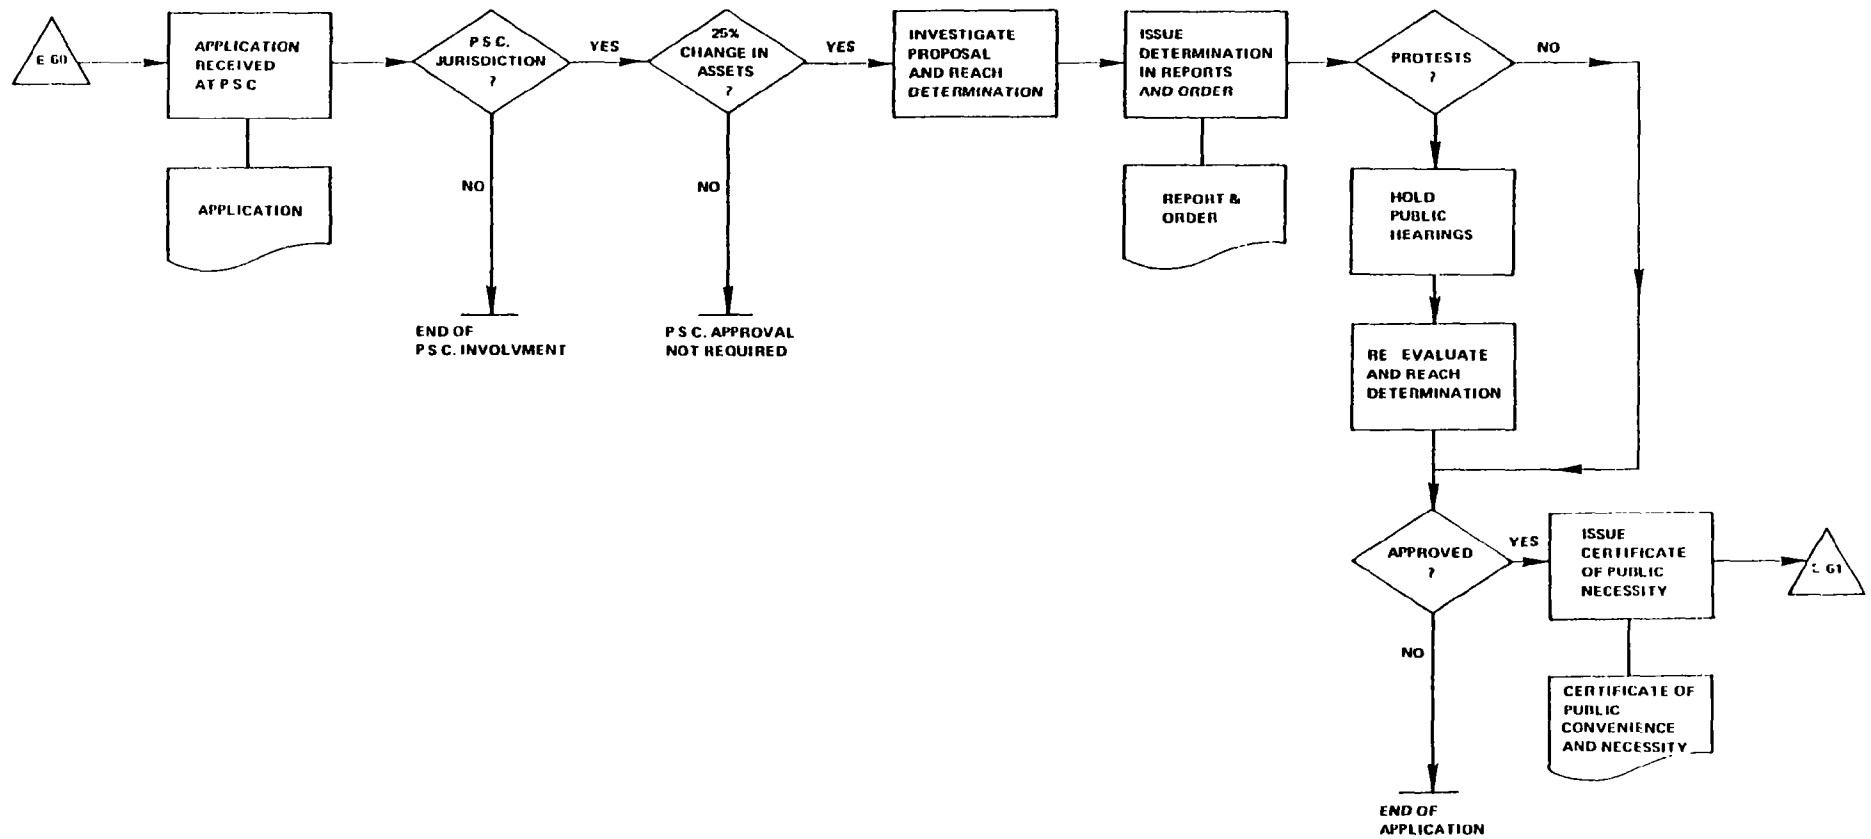 E 60
APPLICATION
RECEIVED
AT P S C
APPLICATION
P S C.
JURISDICTION
?
YES
NO
END OF
P S C. INVOLVMENT
25%
CHANGE IN
ASSETS
?
YES
NO
P S C. APPROVAL
NOT REQUIRED
INVESTIGATE
PROPOSAL
AND REACH
DETERMINATION
ISSUE
DETERMINATION
IN REPORTS
AND ORDER
REPORT &
ORDER
PROTESTS
?
NO
HOLD
PUBLIC
HEARINGS
RE EVALUATE
AND REACH
DETERMINATION
APPROVED
?
YES
NO
END OF
APPLICATION
ISSUE
CERTIFICATE
OF PUBLIC
NECESSITY
CERTIFICATE OF
PUBLIC
CONVENIENCE
AND NECESSITY
61